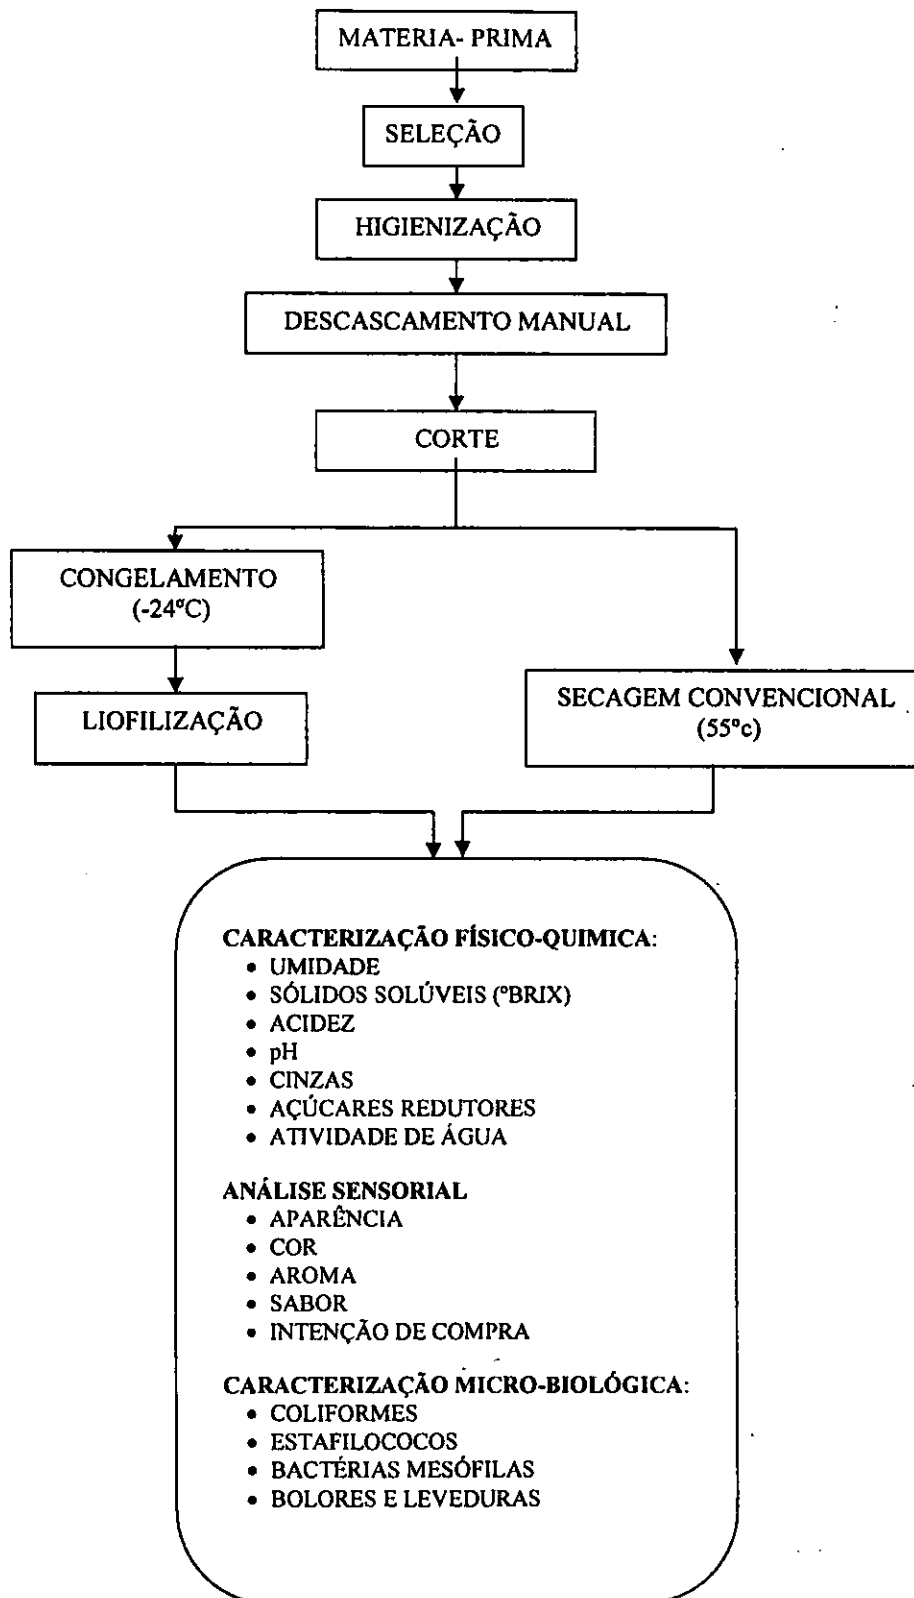 MATERIA- PRIMA
SELEÇÃO
HIGIENIZAÇÃO
DESCASCAMENTO MANUAL
CORTE
CONGELAMENTO
(-24ºC)
LIOFILIZAÇÃO
SECAGEM CONVENCIONAL
(55ºc)
CARACTERIZAÇÃO FÍSICO-QUIMICA:
• UMIDADE
• SÓLIDOS SOLÚVEIS (ºBRIX)
• ACIDEZ
• pH
• CINZAS
• AÇÚCARES REDUTORES
• ATIVIDADE DE ÁGUA
ANÁLISE SENSORIAL
• APARÊNCIA
• COR
• AROMA
• SABOR
• INTENÇÃO DE COMPRA
CARACTERIZAÇÃO MICRO-BIOLÓGICA:
• COLIFORMES
• ESTAFILOCOCOS
• BACTÉRIAS MESÓFILAS
• BOLORES E LEVEDURAS